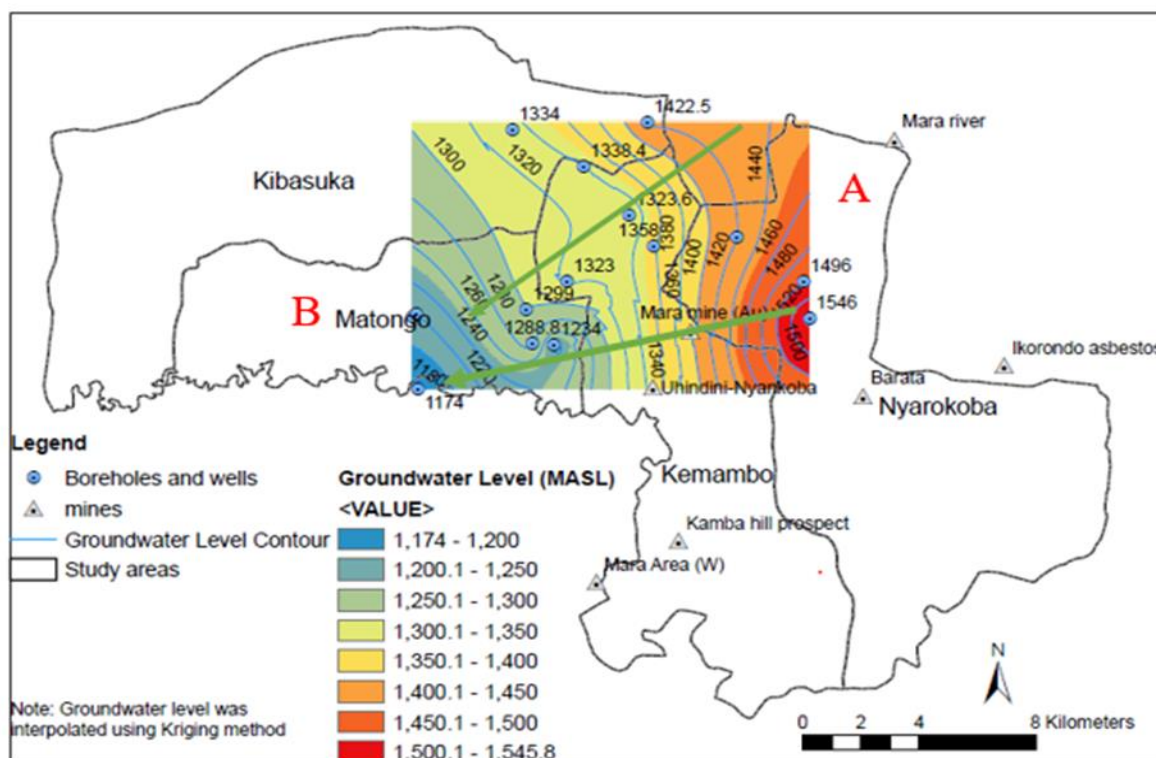 1334
1422.5
Mara river
1300
1320
1338.4
1440
Kibasuka
A
1323.6
1358
1380
1400
1420
1460
1480
1496
1323
1360
1546
B
Matongo
1260
1240
1299
Mara mine (Au)
1288.8
1234
1500
1340
Ikorondo asbestos
1180
1174
Uhindini-Nyankoba
Barata
Nyarokoba
Legend
Boreholes and wells
mines
Groundwater Level Contour
Study areas
Groundwater Level (MASL)
<VALUE>
1,174 - 1,200
1,200.1 - 1,250
1,250.1 - 1,300
1,300.1 - 1,350
1,350.1 - 1,400
1,400.1 - 1,450
1,450.1 - 1,500
1,500.1 - 1,545.8
Kemambo
Kamba hill prospect
Mara Area (W)
Note: Groundwater level was
interpolated using Kriging method
N
0 2 4 8 Kilometers